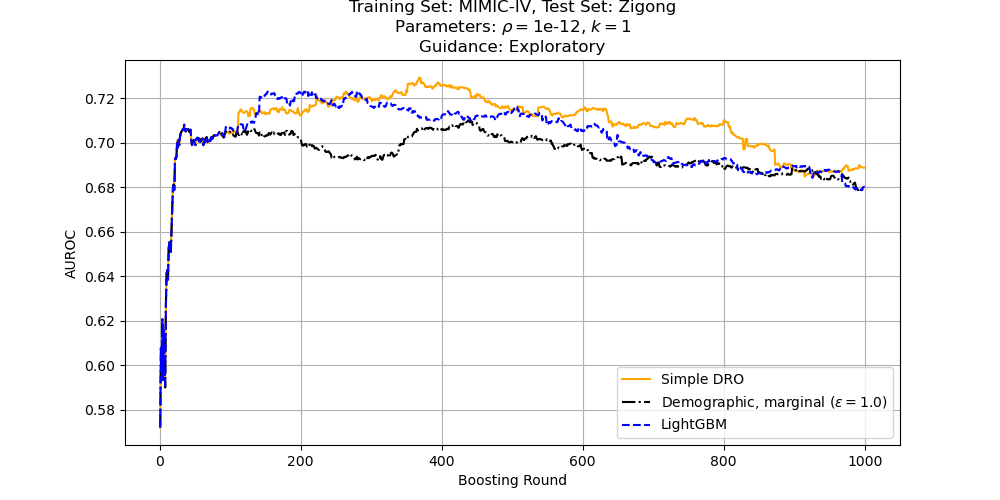 Training Set: MIMIC-IV, Test Set: Zigong
Parameters: ρ = 1e-12, k = 1
Guidance: Exploratory
AUROC
0.72
0.70
0.68
0.66
0.64
0.62
0.60
0.58
Simple DRO
Demographic, marginal (ε = 1.0)
LightGBM
0 200 400 600 800 1000
Boosting Round